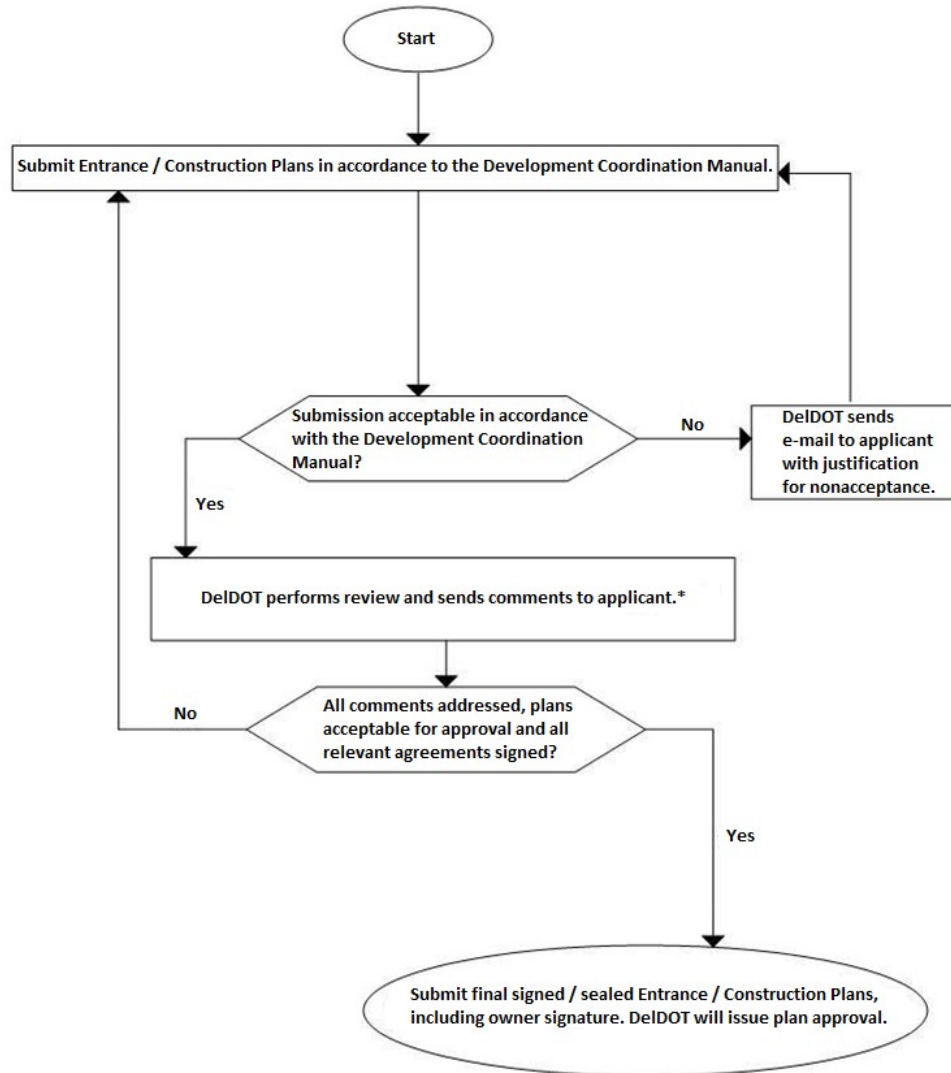 Start
Submit Entrance / Construction Plans in accordance to the Development Coordination Manual.
Submission acceptable in accordance
with the Development Coordination
Manual?
No
DelDOT sends
e-mail to applicant
with justification
for nonacceptance.
Yes
DelDOT performs review and sends comments to applicant.*
All comments addressed, plans
acceptable for approval and all
relevant agreements signed?
No
Yes
Submit final signed / sealed Entrance / Construction Plans,
including owner signature. DelDOT will issue plan approval.